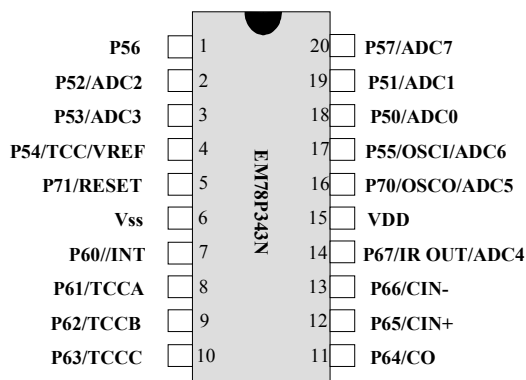 P56 1 20 P57/ADC7
P52/ADC2 2 19 P51/ADC1
P53/ADC3 3 18 P50/ADC0
P54/TCC/VREF 4 17 P55/OSCI/ADC6
P71/RESET 5 16 P70/OSCO/ADC5
Vss 6 15 VDD
P60//INT 7 14 P67/IR OUT/ADC4
P61/TCCA 8 13 P66/CIN-
P62/TCCB 9 12 P65/CIN+
P63/TCCC 10 11 P64/CO
EM78P343N